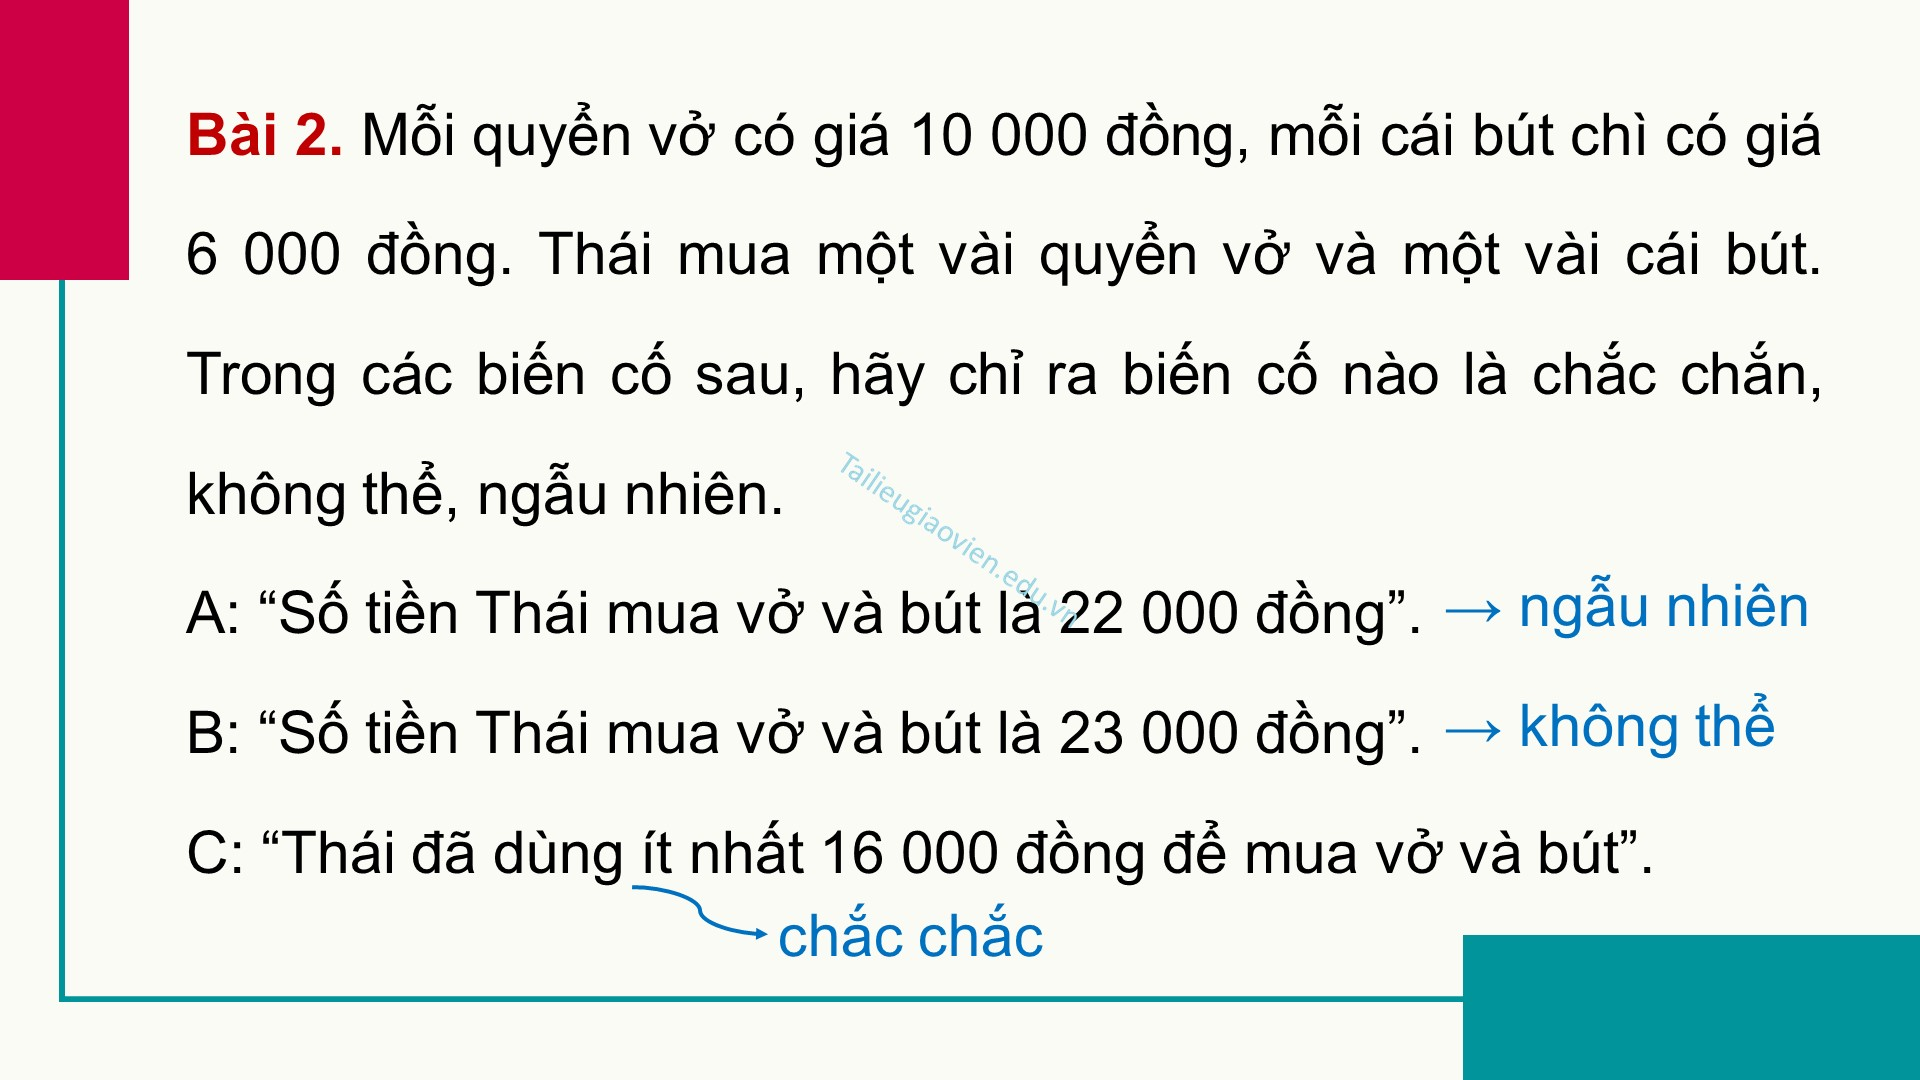 Bài 2. Mỗi quyển vở có giá 10 000 đồng, mỗi cái bút chì có giá
6 000 đồng. Thái mua một vài quyển vở và một vài cái bút.
Trong các biến cố sau, hãy chỉ ra biến cố nào là chắc chắn,
không thể, ngẫu nhiên.
Tailieugiaovien.edu.vn
A: “Số tiền Thái mua vở và bút là 22 000 đồng”. → ngẫu nhiên
B: “Số tiền Thái mua vở và bút là 23 000 đồng”. → không thể
C: “Thái đã dùng ít nhất 16 000 đồng để mua vở và bút”.
chắc chắc